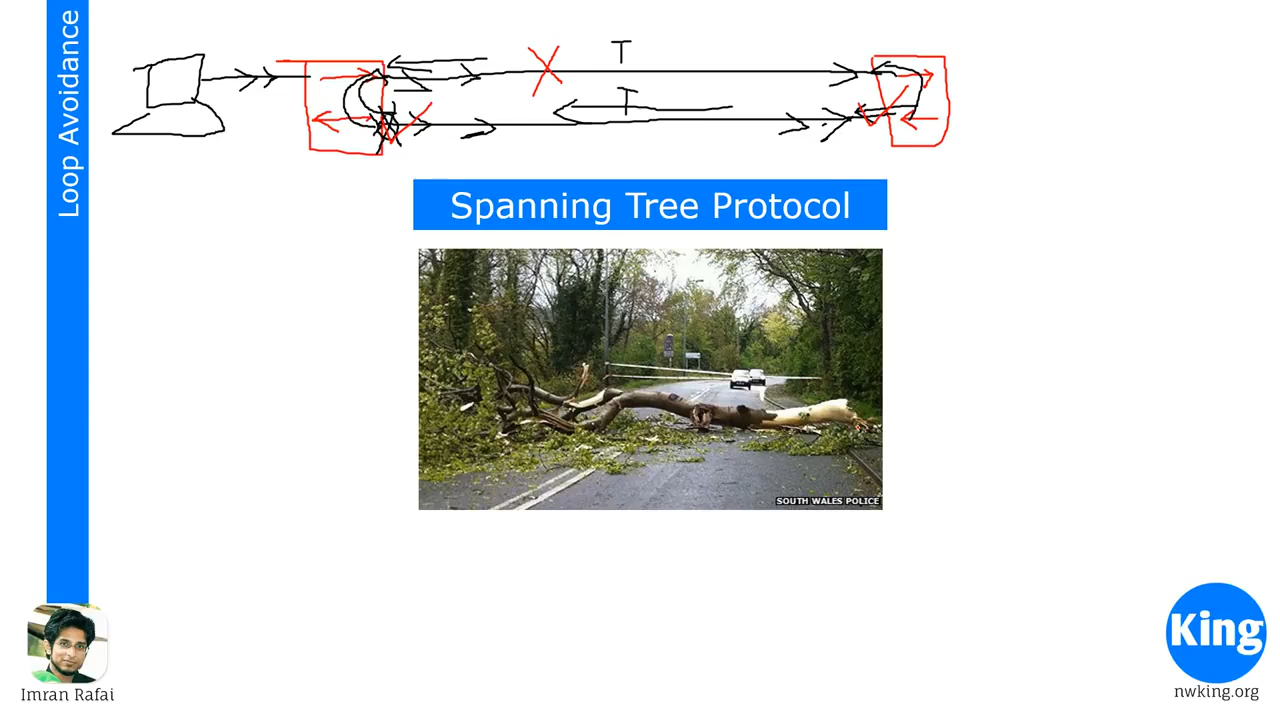 Loop Avoidance
T
T
Spanning Tree Protocol
SOUTH WALES POLICE
Imran Rafai
King
nwking.org